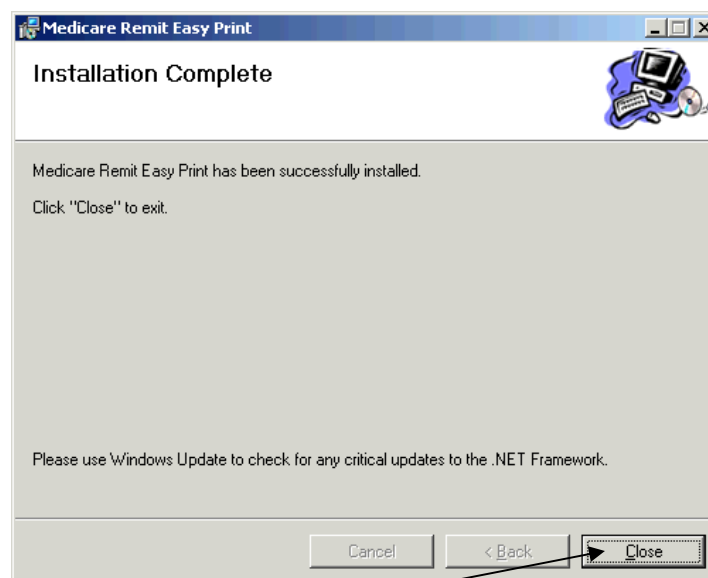 Medicare Remit Easy Print
Installation Complete
Medicare Remit Easy Print has been successfully installed.
Click "Close" to exit.
Please use Windows Update to check for any critical updates to the .NET Framework.
Cancel
< Back
Close